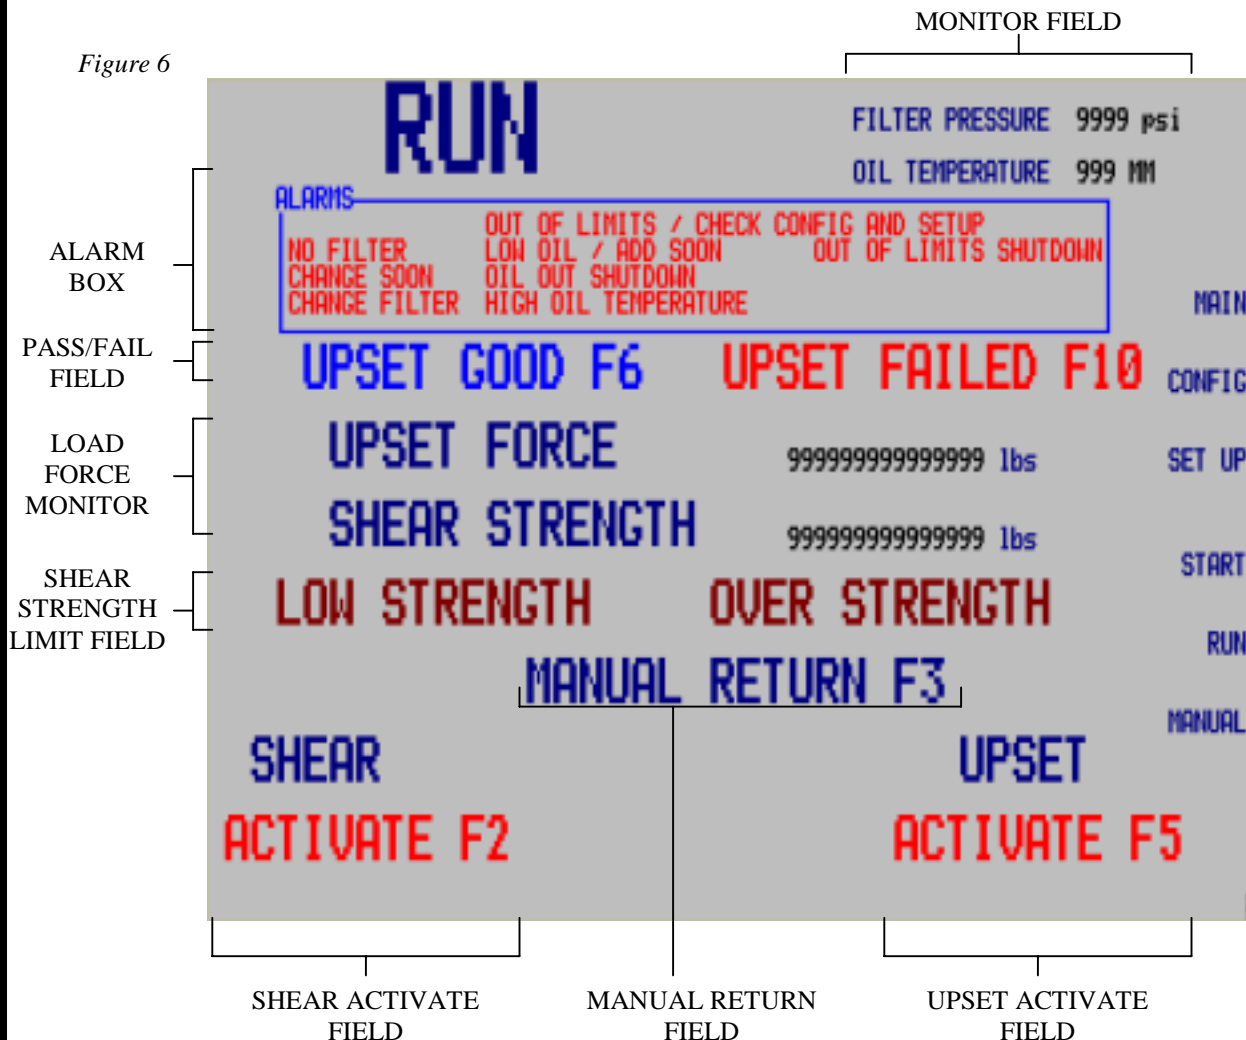 MONITOR FIELD
Figure 6
RUN
FILTER PRESSURE 9999 psi
OIL TEMPERATURE 999 MM
ALARMS
OUT OF LIMITS / CHECK CONFIG AND SETUP
NO FILTER LOW OIL / ADD SOON OUT OF LIMITS SHUTDOWN
CHANGE SOON OIL OUT SHUTDOWN
CHANGE FILTER HIGH OIL TEMPERATURE
ALARM
BOX
MAIN
PASS/FAIL
FIELD
UPSET GOOD F6 UPSET FAILED F10
CONFIG
LOAD
FORCE
MONITOR
UPSET FORCE 999999999999999 lbs
SET UP
SHEAR STRENGTH 999999999999999 lbs
START
SHEAR
STRENGTH
LIMIT FIELD
LOW STRENGTH OVER STRENGTH
RUN
MANUAL RETURN F3
MANUAL
SHEAR UPSET
ACTIVATE F2 ACTIVATE F5
SHEAR ACTIVATE
FIELD
MANUAL RETURN
FIELD
UPSET ACTIVATE
FIELD